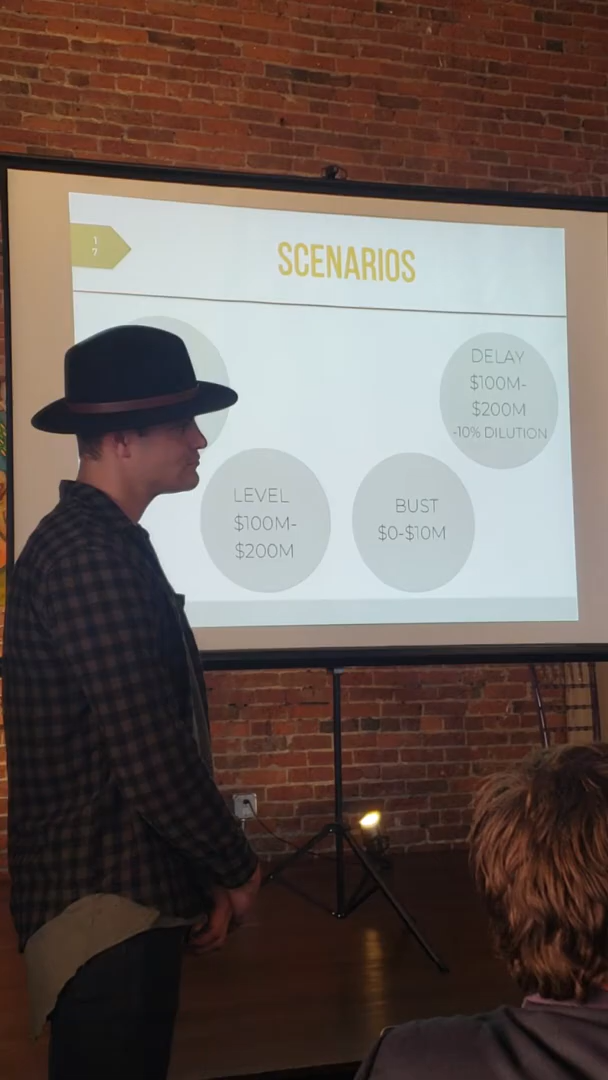 1
7
SCENARIOS
DELAY
$100M-
$200M
-10% DILUTION
LEVEL
$100M-
$200M
BUST
$0-$10M